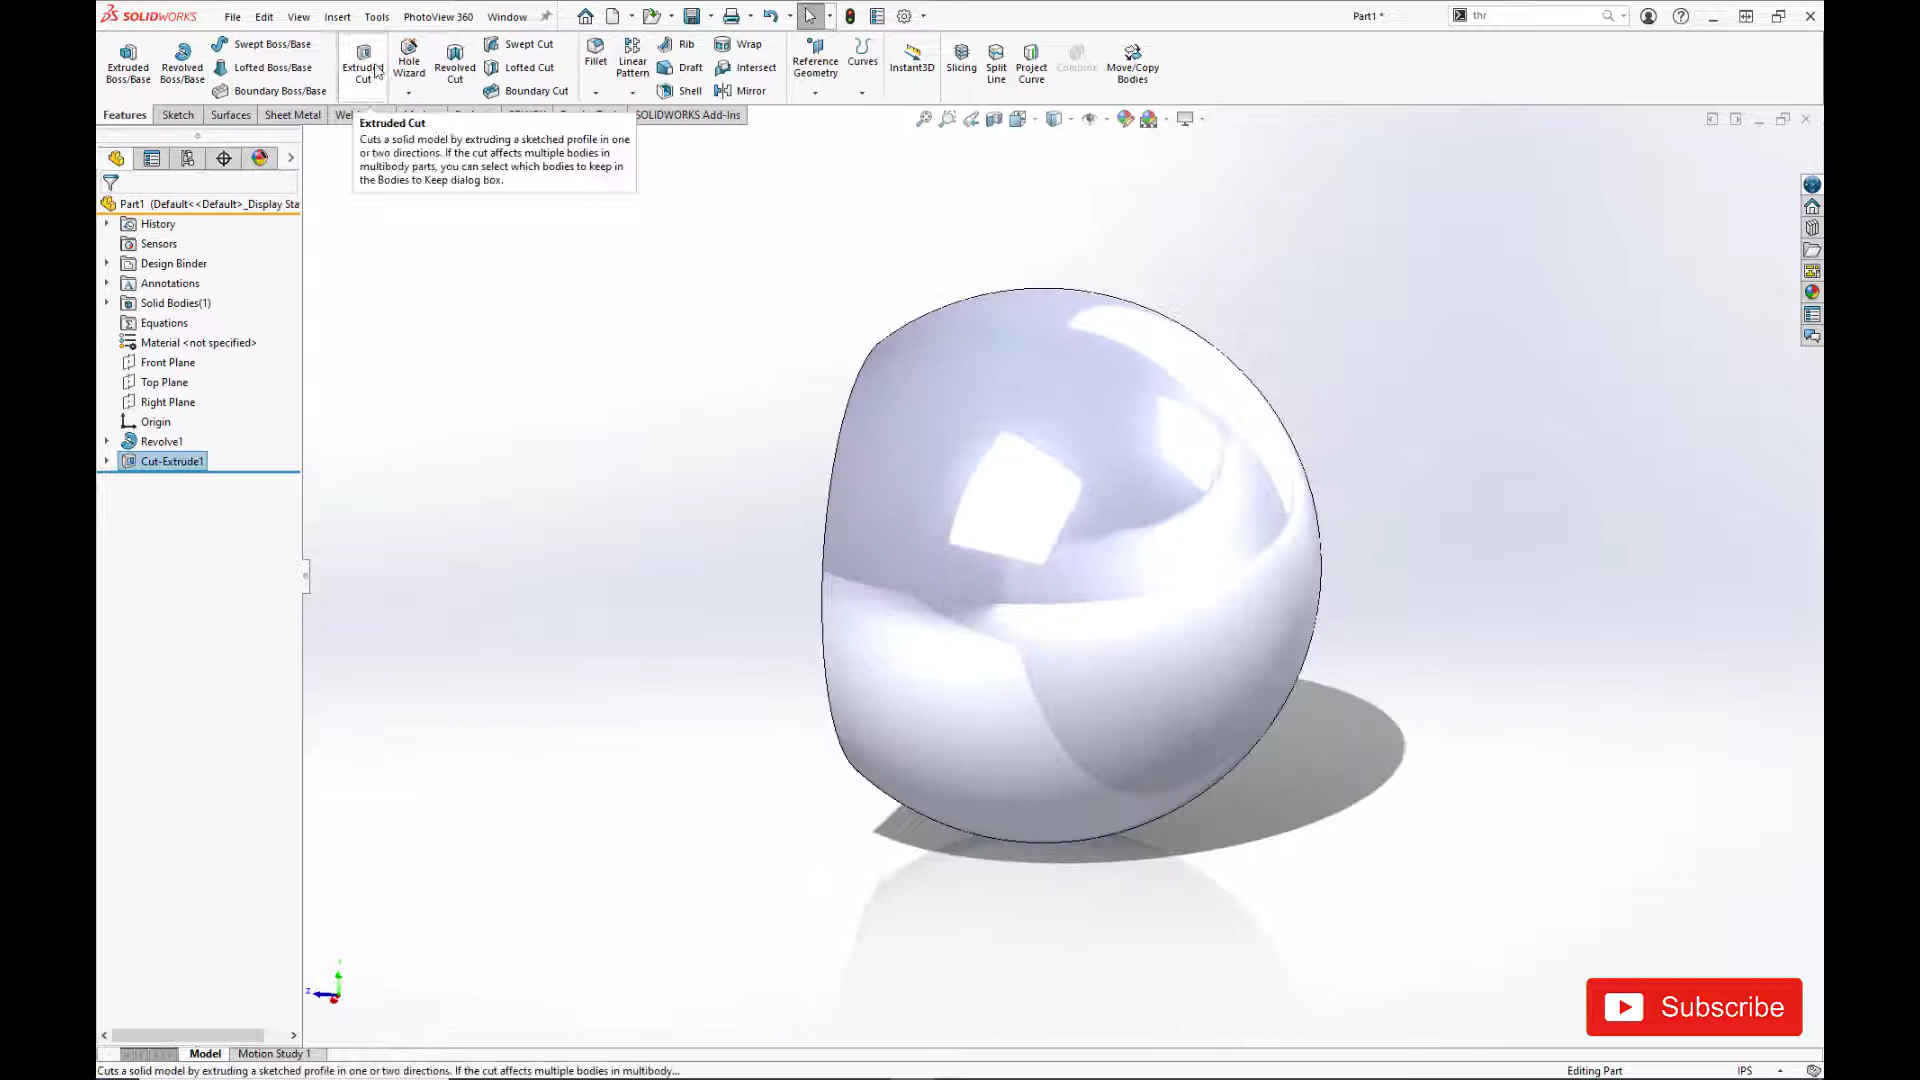 SOLIDWORKS File Edit View Insert Tools PhotoView 360 Window Part1 * thr
Extruded Boss/Base
Revolved Boss/Base
Swept Boss/Base
Lofted Boss/Base
Boundary Boss/Base
Extruded Cut
Hole Wizard
Revolved Cut
Swept Cut
Lofted Cut
Boundary Cut
Fillet
Linear Pattern
Rib
Draft
Shell
Wrap
Intersect
Mirror
Reference Geometry
Curves
Instant3D
Slicing
Split Line
Project Curve
Combine
Move/Copy Bodies
Features Sketch Surfaces Sheet Metal SOLIDWORKS Add-Ins
Extruded Cut
Cuts a solid model by extruding a sketched profile in one
or two directions. If the cut affects multiple bodies in
multibody parts, you can select which bodies to keep in
the Bodies to Keep dialog box.
Part1 (Default<<Default>_Display Sta
History
Sensors
Design Binder
Annotations
Solid Bodies(1)
Equations
Material <not specified>
Front Plane
Top Plane
Right Plane
Origin
Revolve1
Cut-Extrude1
z
Subscribe
Model Motion Study 1
Cuts a solid model by extruding a sketched profile in one or two directions. If the cut affects multiple bodies in multibody... Editing Part IPS